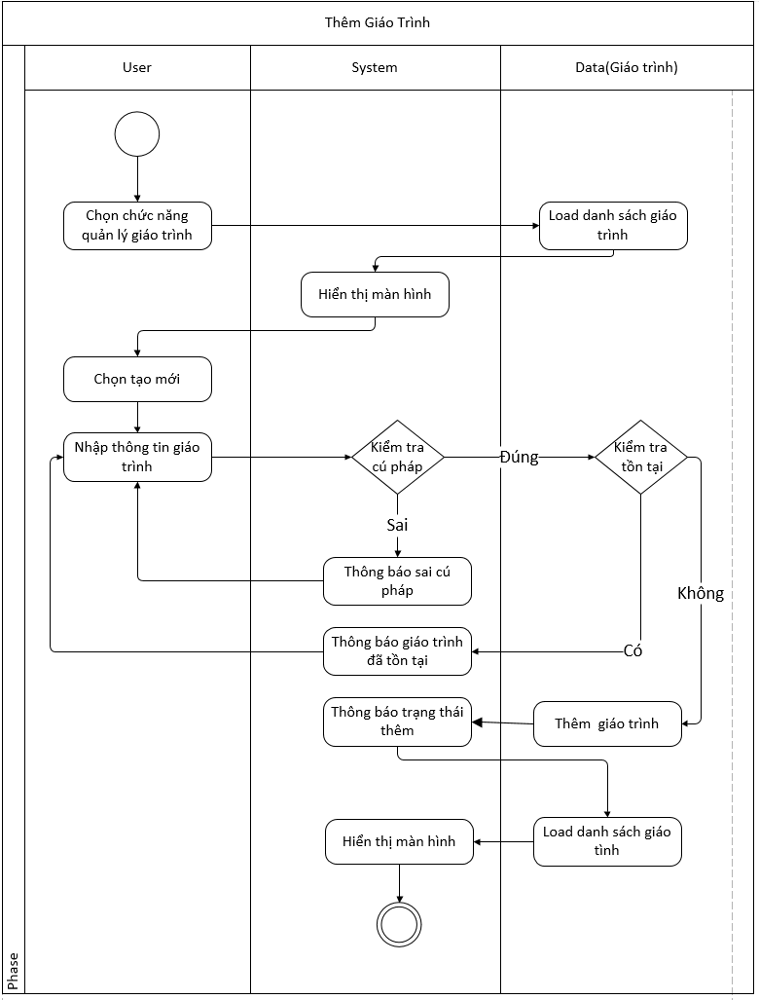 Thêm Giáo Trình
User
System
Data(Giáo trình)
Chọn chức năng
quản lý giáo trình
Load danh sách giáo
trình
Hiển thị màn hình
Chọn tạo mới
Nhập thông tin giáo
trình
Kiểm tra
cú pháp
Đúng
Kiểm tra
tồn tại
Sai
Thông báo sai cú
pháp
Không
Thông báo giáo trình
đã tồn tại
Có
Thông báo trạng thái
thêm
Thêm  giáo trình
Hiển thị màn hình
Load danh sách giáo
tình
Phase